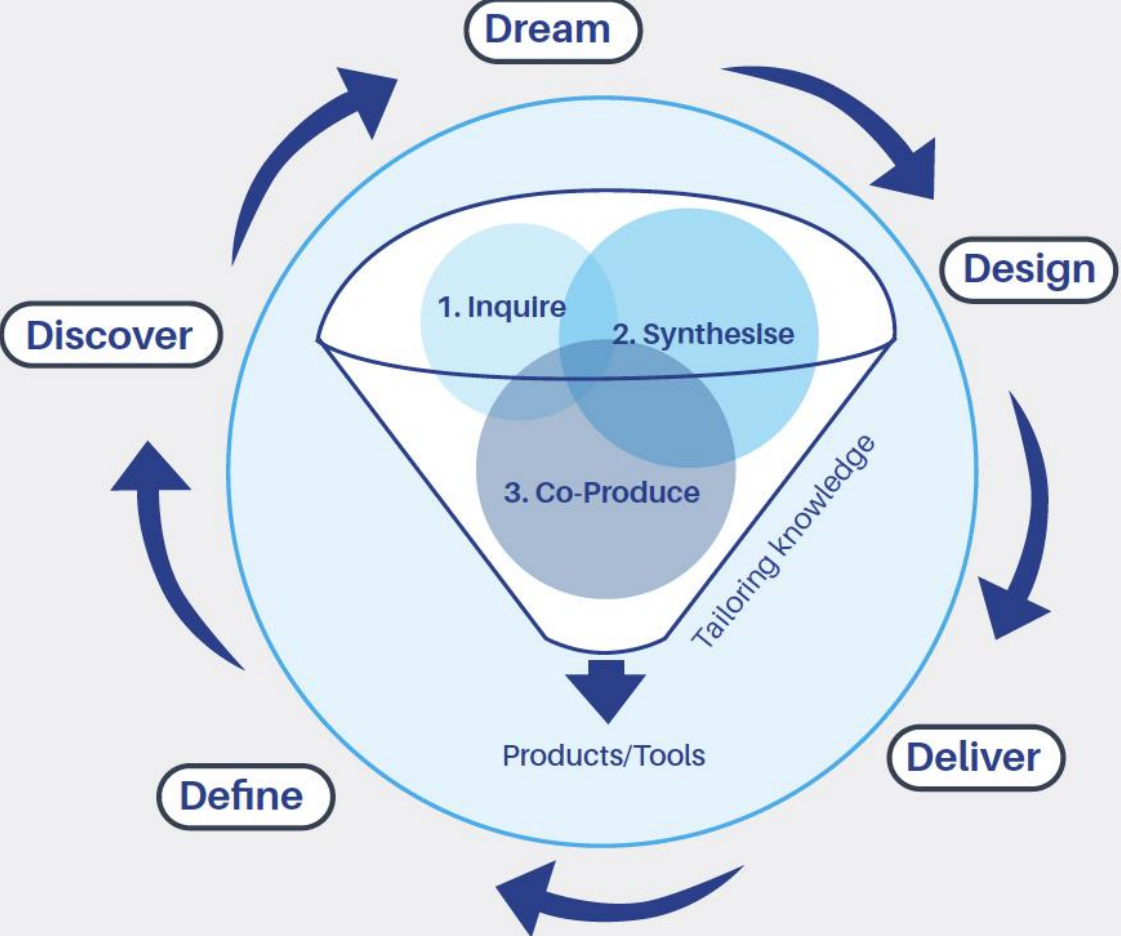 Dream
Design
Discover
1. Inquire
2. Synthesise
3. Co-Produce
Tailoring knowledge
Products/Tools
Deliver
Define